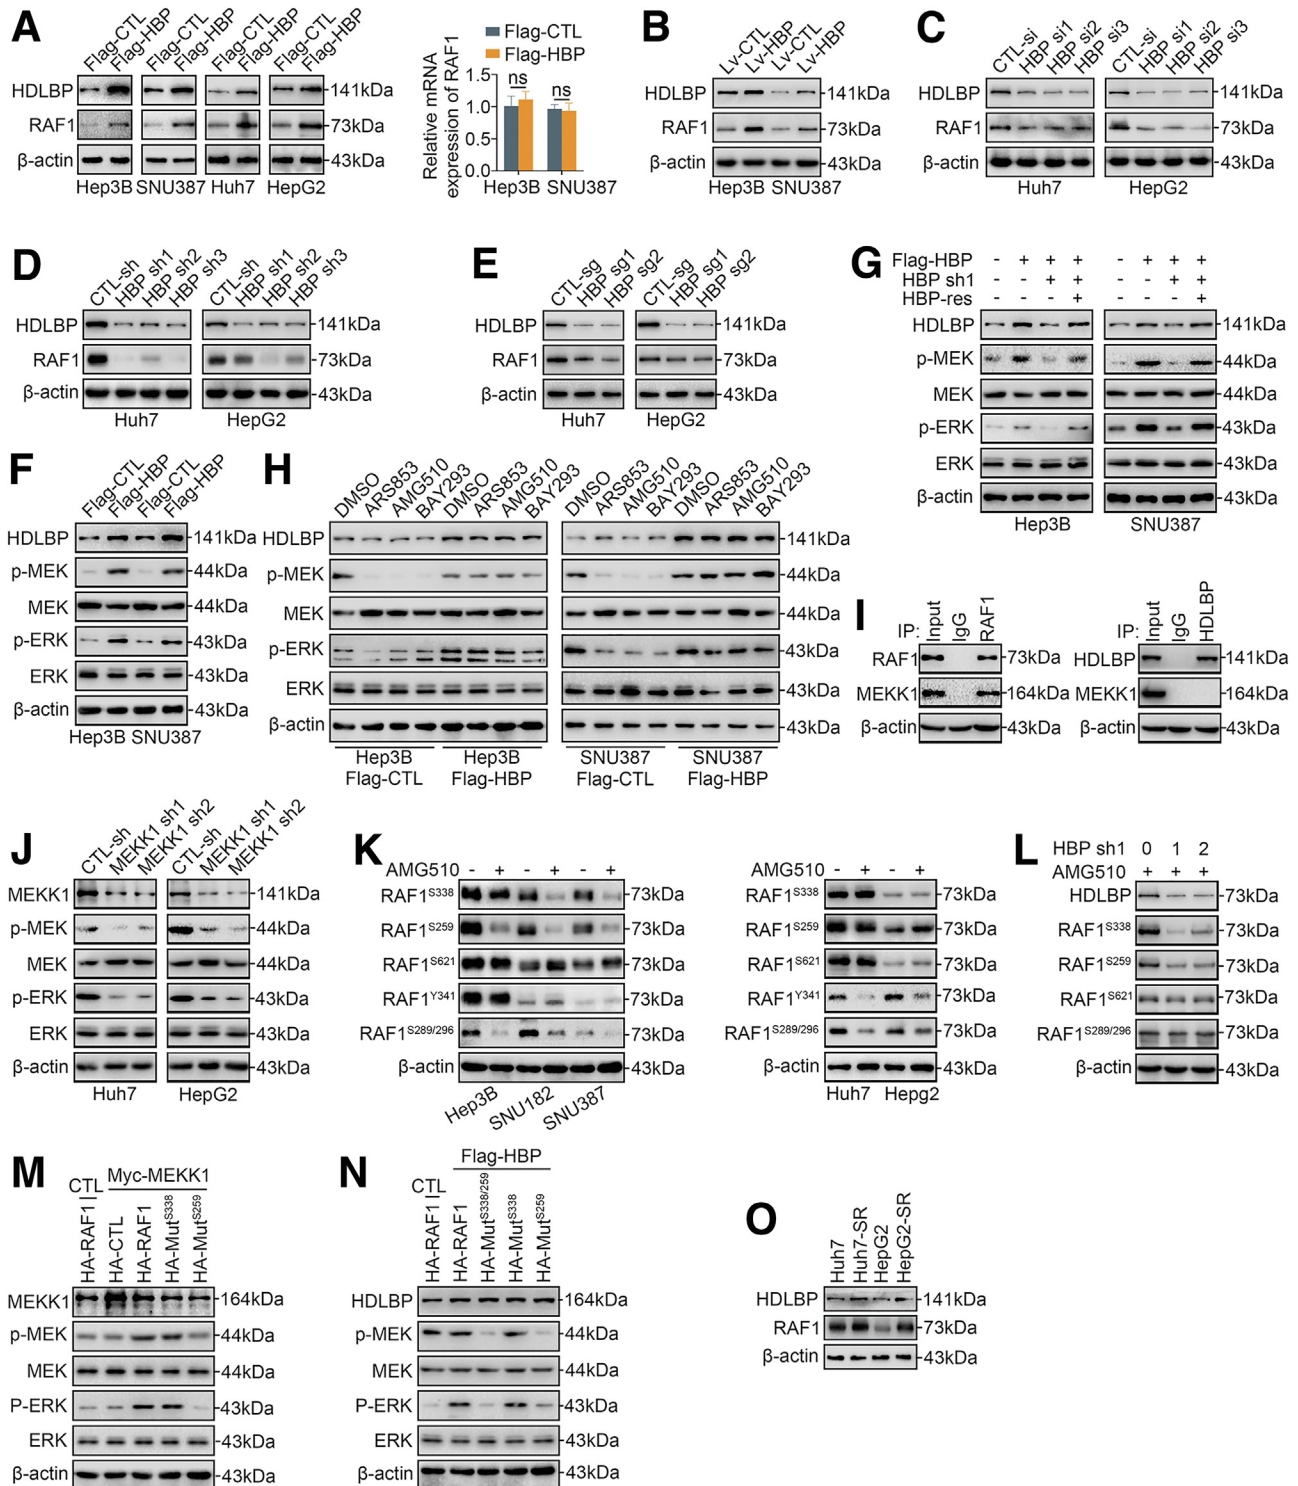 A
Flag-CTL Flag-HBP Flag-CTL Flag-HBP Flag-CTL Flag-HBP Flag-CTL Flag-HBP
HDLBP 141kDa
RAF1 73kDa
β-actin 43kDa
Hep3B SNU387 Huh7 HepG2
Flag-CTL
Flag-HBP
Relative mRNA
expression of RAF1
1.5
1.0
0.5
0.0
ns ns
Hep3B SNU387
B
Lv-CTL Lv-HBP Lv-CTL Lv-HBP
HDLBP 141kDa
RAF1 73kDa
β-actin 43kDa
Hep3B SNU387
C
CTL-si HBP si1 HBP si2 HBP si3 CTL-si HBP si1 HBP si2 HBP si3
HDLBP 141kDa
RAF1 73kDa
β-actin 43kDa
Huh7 HepG2
D
CTL-sh HBP sh1 HBP sh2 HBP sh3 CTL-sh HBP sh1 HBP sh2 HBP sh3
HDLBP 141kDa
RAF1 73kDa
β-actin 43kDa
Huh7 HepG2
E
CTL-sg HBP sg1 HBP sg2 CTL-sg HBP sg1 HBP sg2
HDLBP 141kDa
RAF1 73kDa
β-actin 43kDa
Huh7 HepG2
G
Flag-HBP - + + + - + + +
HBP sh1 - - + + - - + +
HBP-res - - - + - - - +
HDLBP 141kDa
p-MEK 44kDa
MEK 44kDa
p-ERK 43kDa
ERK 43kDa
β-actin 43kDa
Hep3B SNU387
F
Flag-CTL Flag-HBP Flag-CTL Flag-HBP
HDLBP 141kDa
p-MEK 44kDa
MEK 44kDa
p-ERK 43kDa
ERK 43kDa
β-actin 43kDa
Hep3B SNU387
H
DMSO ARS853 AMG510 BAY293 DMSO ARS853 AMG510 BAY293 DMSO ARS853 AMG510 BAY293 DMSO ARS853 AMG510 BAY293
HDLBP 141kDa
p-MEK 44kDa
MEK 44kDa
p-ERK 43kDa
ERK 43kDa
β-actin 43kDa
Hep3B Hep3B SNU387 SNU387
Flag-CTL Flag-HBP Flag-CTL Flag-HBP
I
IP: Input IgG RAF1
RAF1 73kDa
MEKK1 164kDa
β-actin 43kDa
IP: Input IgG HDLBP
HDLBP 141kDa
MEKK1 164kDa
β-actin 43kDa
J
CTL-sh MEKK1 sh1 MEKK1 sh2 CTL-sh MEKK1 sh1 MEKK1 sh2
MEKK1 141kDa
p-MEK 44kDa
MEK 44kDa
p-ERK 43kDa
ERK 43kDa
β-actin 43kDa
Huh7 HepG2
K
AMG510 - + - + - +
RAF1S338 73kDa
RAF1S259 73kDa
RAF1S621 73kDa
RAF1Y341 73kDa
RAF1S289/296 73kDa
β-actin 43kDa
Hep3B SNU182 SNU387
AMG510 - + - +
RAF1S338 73kDa
RAF1S259 73kDa
RAF1S621 73kDa
RAF1Y341 73kDa
RAF1S289/296 73kDa
β-actin 43kDa
Huh7 Hepg2
L
HBP sh1 0 1 2
AMG510 + + +
HDLBP 73kDa
RAF1S338 73kDa
RAF1S259 73kDa
RAF1S621 73kDa
RAF1S289/296 73kDa
β-actin 43kDa
M
CTL Myc-MEKK1
HA-RAF1 HA-CTL HA-RAF1 HA-MutS338 HA-MutS259
MEKK1 164kDa
p-MEK 44kDa
MEK 44kDa
P-ERK 43kDa
ERK 43kDa
β-actin 43kDa
N
Flag-HBP
CTL
HA-RAF1 HA-RAF1 HA-MutS338/259 HA-MutS338 HA-MutS259
HDLBP 164kDa
p-MEK 44kDa
MEK 44kDa
P-ERK 43kDa
ERK 43kDa
β-actin 43kDa
O
Huh7 Huh7-SR HepG2 HepG2-SR
HDLBP 141kDa
RAF1 73kDa
β-actin 43kDa